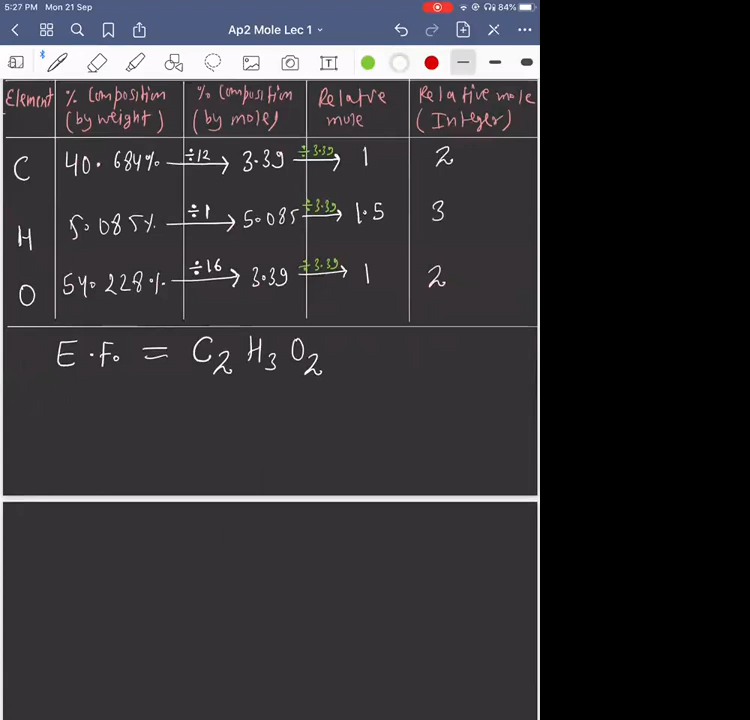 5:27 PM Mon 21 Sep
84%
Ap2 Mole Lec 1
T
Element % Composition (by weight) % Composition (by mole) Relative mole Relative mole (Integer)
C 40.684% ÷12 3.39 ÷3.39 1 2
H 5.085% ÷1 5.085 ÷3.39 1.5 3
O 54.228% ÷16 3.39 ÷3.39 1 2
E.F. = C2 H3 O2